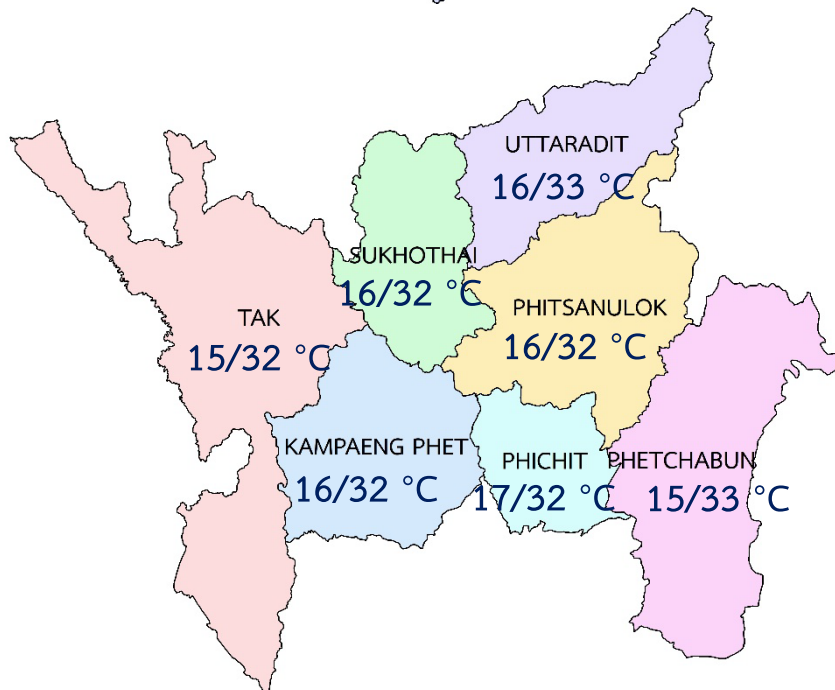 UTTARADIT
16/33 °C
SUKHOTHAI
16/32 °C
PHITSANULOK
16/32 °C
TAK
15/32 °C
KAMPAENG PHET
16/32 °C
PHICHIT
17/32 °C
PHETCHABUN
15/33 °C